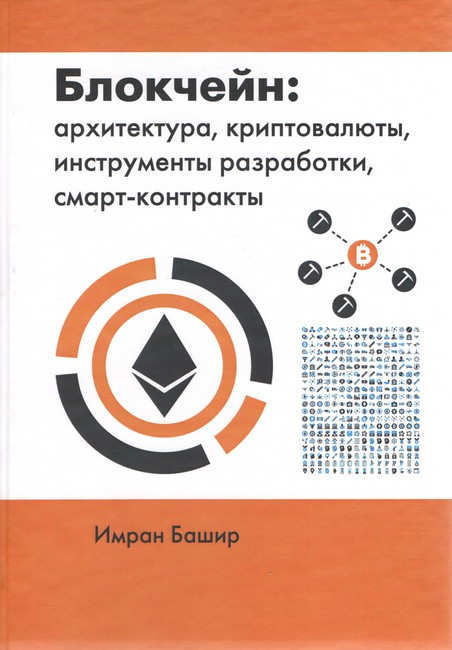 Блокчейн:
архитектура, криптовалюты,
инструменты разработки,
смарт-контракты
Имран Башир